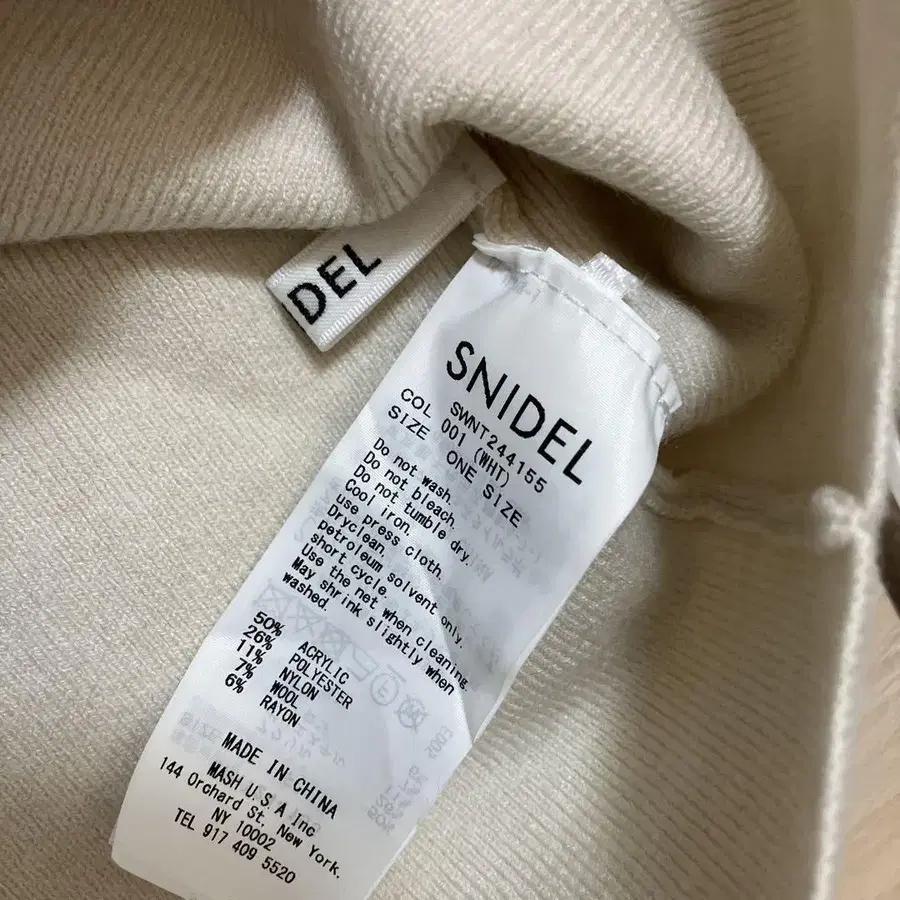 DEL
SNIDEL
SWNT244155
COL 001 (WHT)
SIZE ONE SIZE
Do not wash.
Do not bleach.
Do not tumble dry.
Cool iron.
use press cloth.
Dryclean.
petroleum solvent only.
short cycle.
Use the net when cleaning.
May shrink slightly when
washed.
50% ACRYLIC
26% POLYESTER
11% NYLON
7% WOOL
6% RAYON
MADE IN CHINA
MASH U.S.A Inc
144 Orchard St, New York.
NY 10002
TEL 917 409 5520